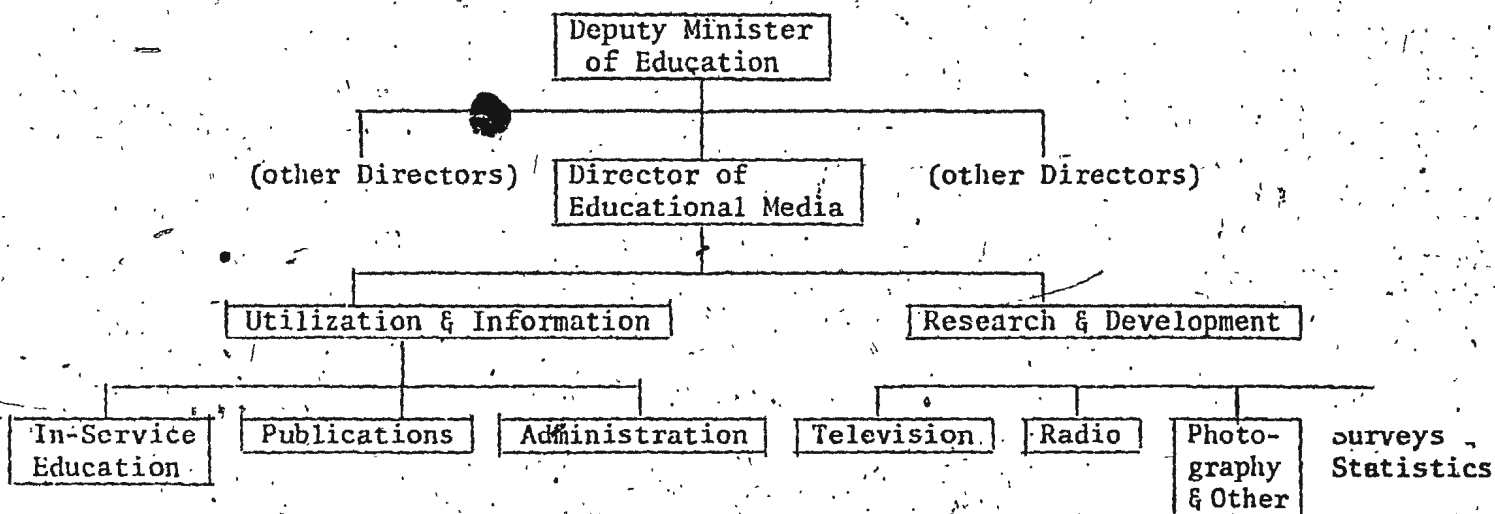 Deputy Minister
of Education
(other Directors)
Director of
Educational Media
(other Directors)
Utilization & Information
Research & Development
In-Service
Education
Publications
Administration
Television
Radio
Photo-
graphy
& Other
Surveys
Statistics